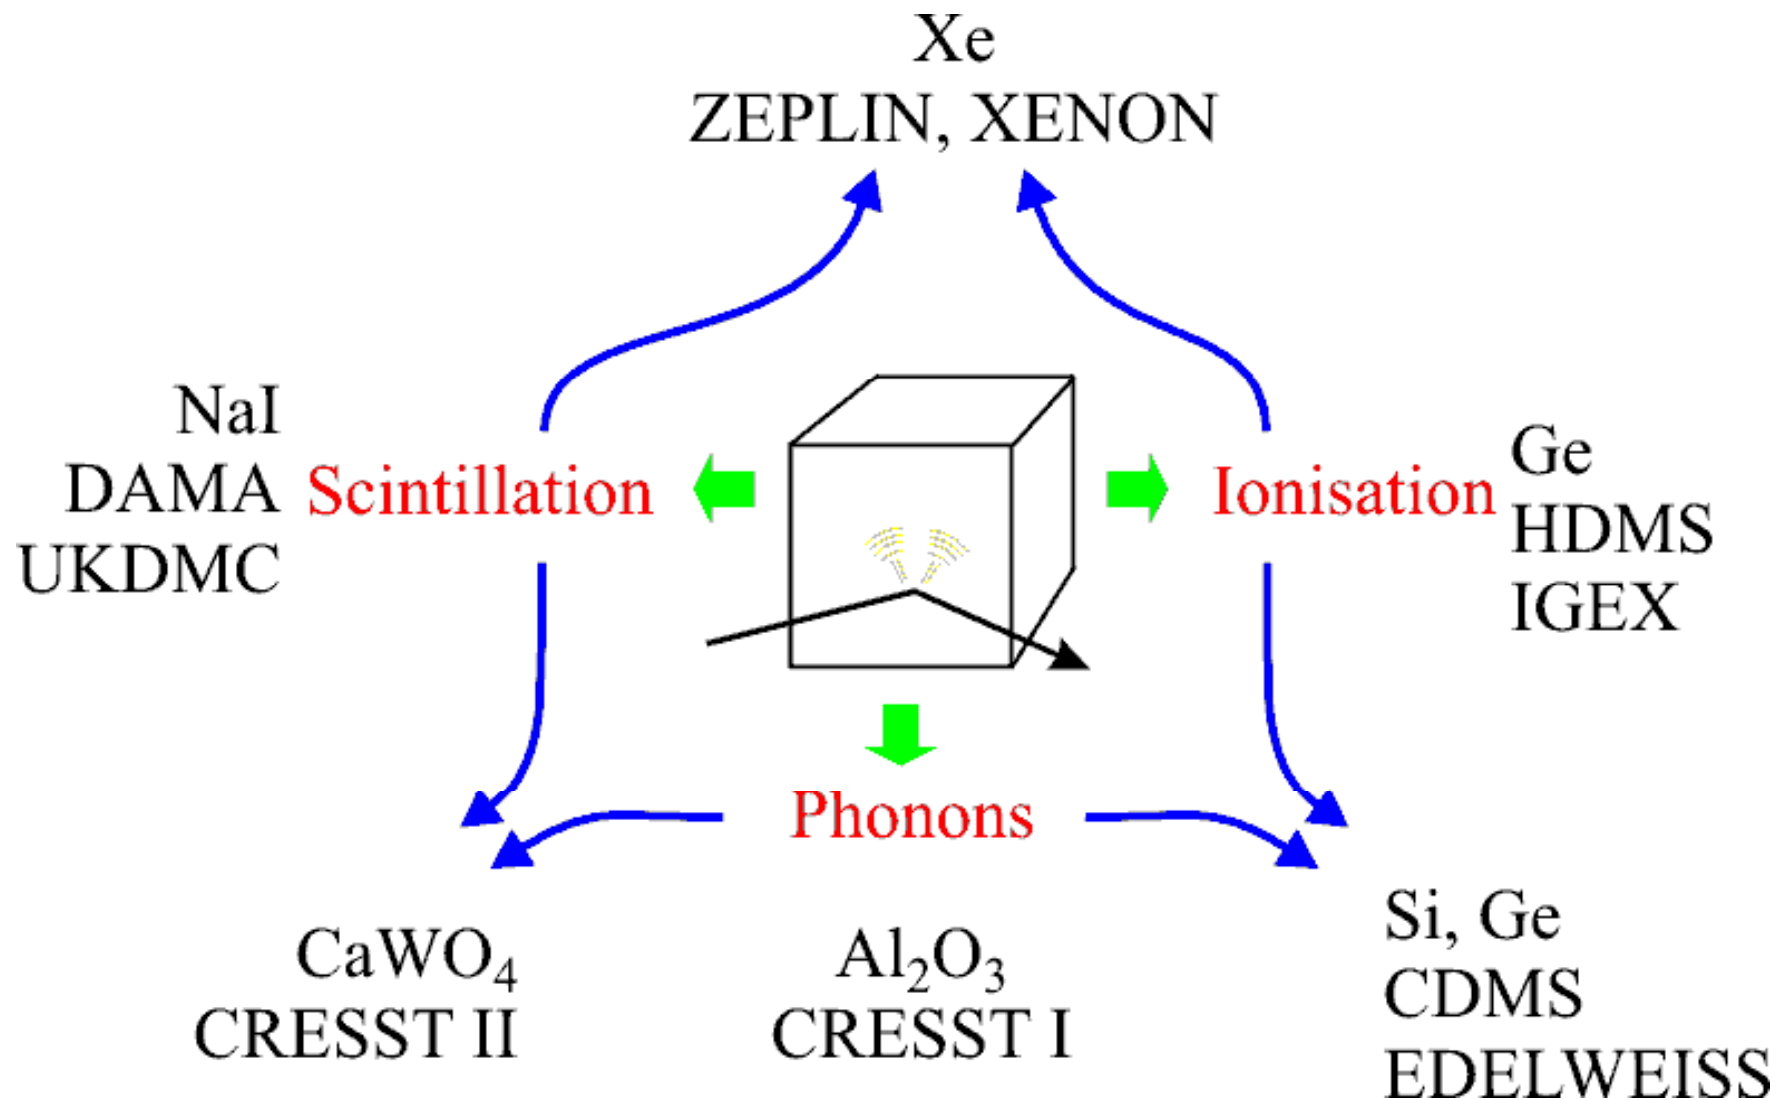 Xe
ZEPLIN, XENON
NaI
DAMA
UKDMC
Scintillation
Ionisation
Ge
HDMS
IGEX
Phonons
CaWO₄
CRESST II
Al₂O₃
CRESST I
Si, Ge
CDMS
EDELWEISS